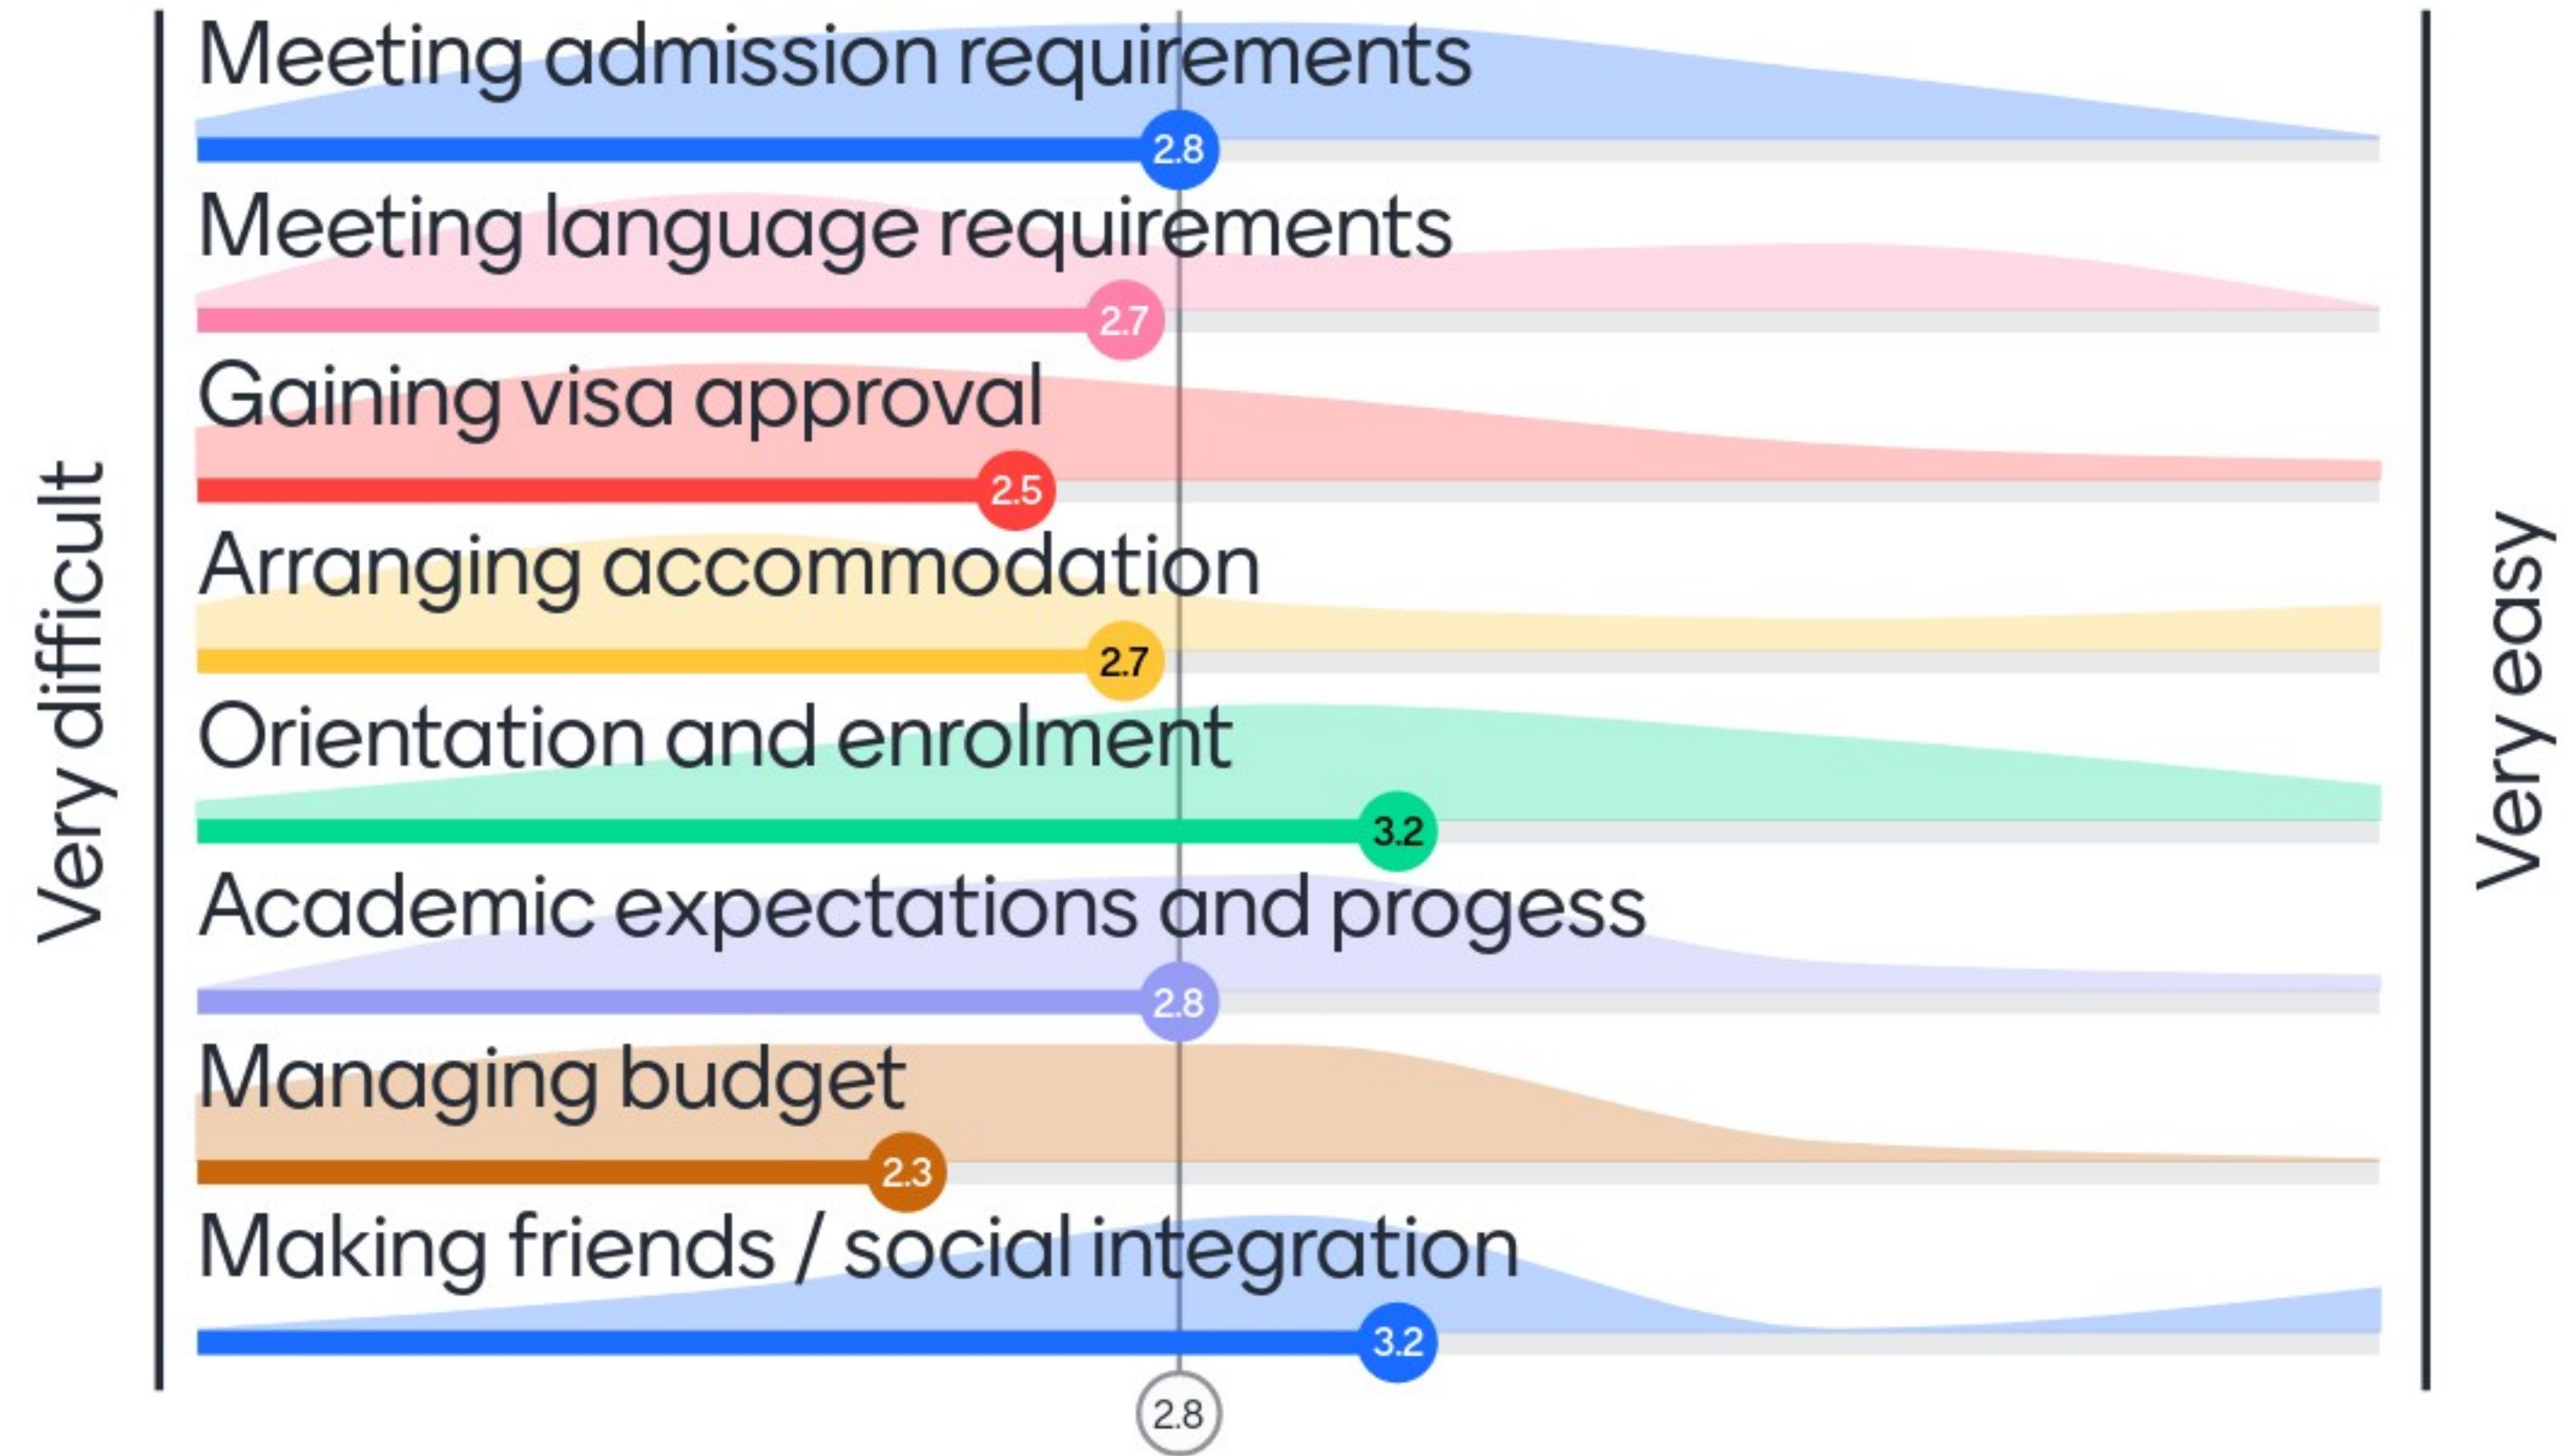 Very difficult
Meeting admission requirements
2.8
Meeting language requirements
2.7
Gaining visa approval
2.5
Arranging accommodation
2.7
Orientation and enrolment
3.2
Academic expectations and progess
2.8
Managing budget
2.3
Making friends / social integration
3.2
2.8
Very easy